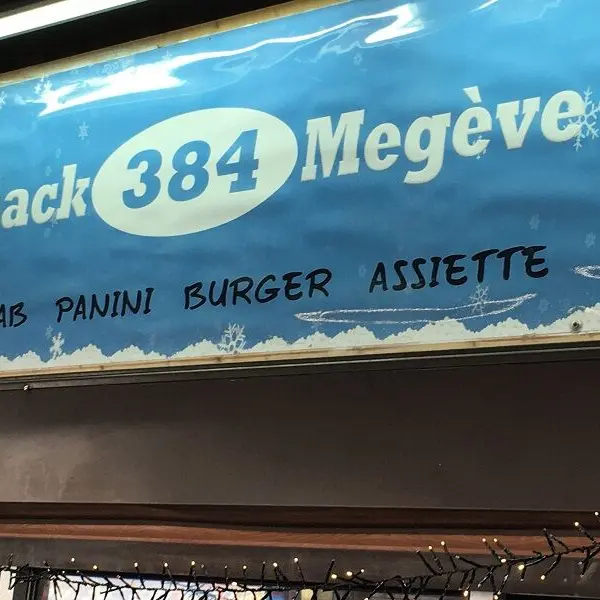 ack 384 Megève
AB PANINI BURGER ASSIETTE